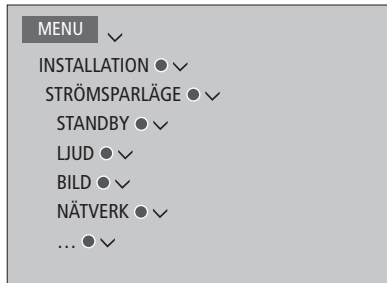 MENU
INSTALLATION
STRÖMSPARLÄGE
STANDBY
LJUD
BILD
NÄTVERK
…